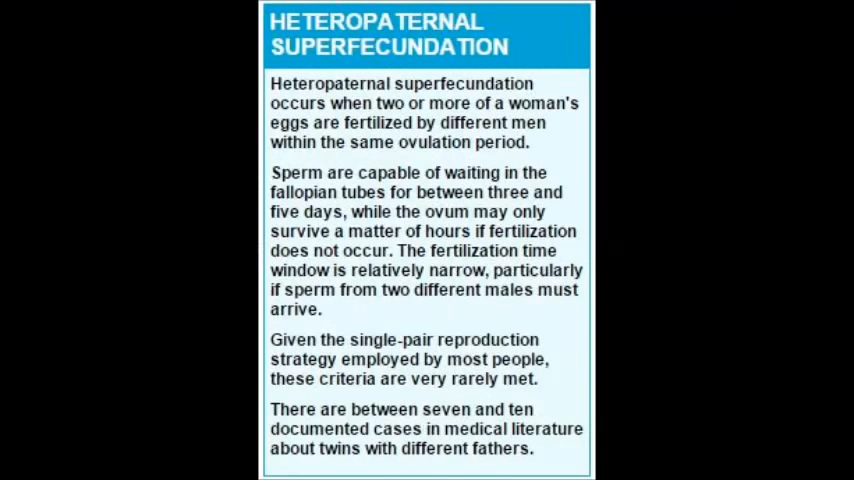 HETEROPATERNAL
SUPERFECUNDATION
Heteropaternal superfecundation
occurs when two or more of a woman's
eggs are fertilized by different men
within the same ovulation period.
Sperm are capable of waiting in the
fallopian tubes for between three and
five days, while the ovum may only
survive a matter of hours if fertilization
does not occur. The fertilization time
window is relatively narrow, particularly
if sperm from two different males must
arrive.
Given the single-pair reproduction
strategy employed by most people,
these criteria are very rarely met.
There are between seven and ten
documented cases in medical literature
about twins with different fathers.